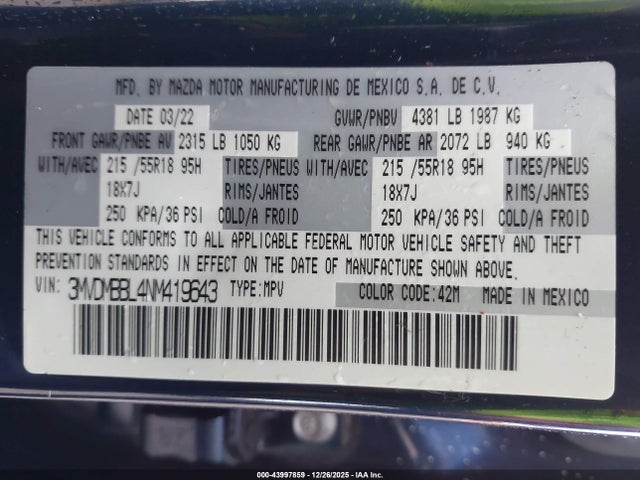 MFD. BY MAZDA MOTOR MANUFACTURING DE MEXICO S.A. DE C.V.
DATE 03/22 GVWR/PNBV 4381 LB 1987 KG
FRONT GAWR/PNBE AV 2315 LB 1050 KG REAR GAWR/PNBE AR 2072 LB 940 KG
WITH/AVEC 215 /55R18 95H TIRES/PNEUS WITH/AVEC 215 /55R18 95H TIRES/PNEUS
18X7J RIMS/JANTES 18X7J RIMS/JANTES
250 KPA/36 PSI COLD/A FROID 250 KPA/36 PSI COLD/A FROID
THIS VEHICLE CONFORMS TO ALL APPLICABLE FEDERAL MOTOR VEHICLE SAFETY AND THEFT
PREVENTION STANDARDS IN EFFECT ON THE DATE OF MANUFACTURE SHOWN ABOVE.
VIN: 3MVDMBBL4NM419643 TYPE:MPV COLOR CODE:42M MADE IN MEXICO
000-43997859 - 12/26/2025 - IAA Inc.